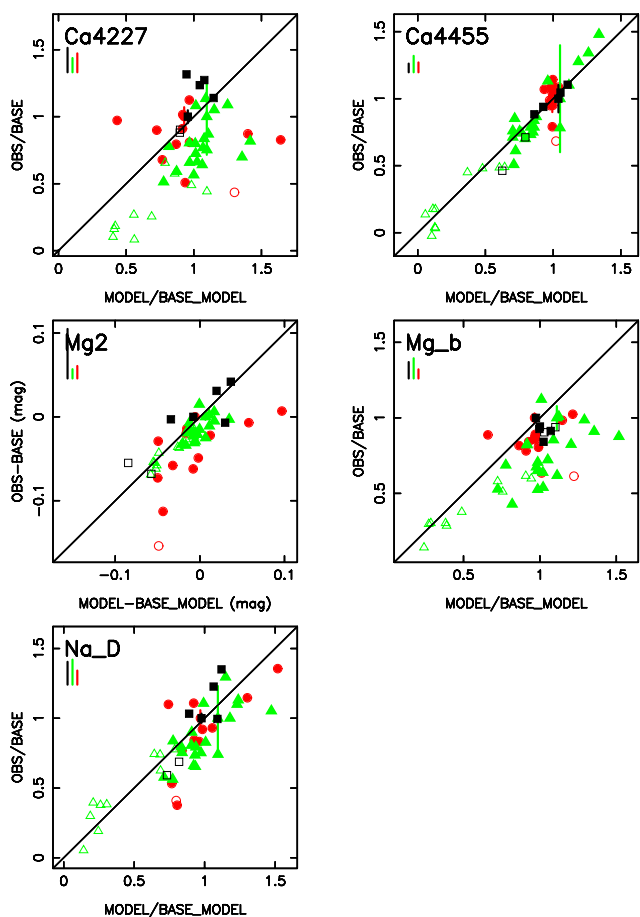 Ca4227
OBS/BASE
0 0.5 1 1.5
0 0.5 1 1.5
MODEL/BASE_MODEL
Ca4455
OBS/BASE
0 0.5 1 1.5
0 0.5 1 1.5
MODEL/BASE_MODEL
Mg2
OBS−BASE (mag)
−0.1 0 0.1
−0.1 0 0.1
MODEL−BASE_MODEL (mag)
Mg_b
OBS/BASE
0.5 1 1.5
0.5 1 1.5
MODEL/BASE_MODEL
Na_D
OBS/BASE
0 0.5 1 1.5
0 0.5 1 1.5
MODEL/BASE_MODEL